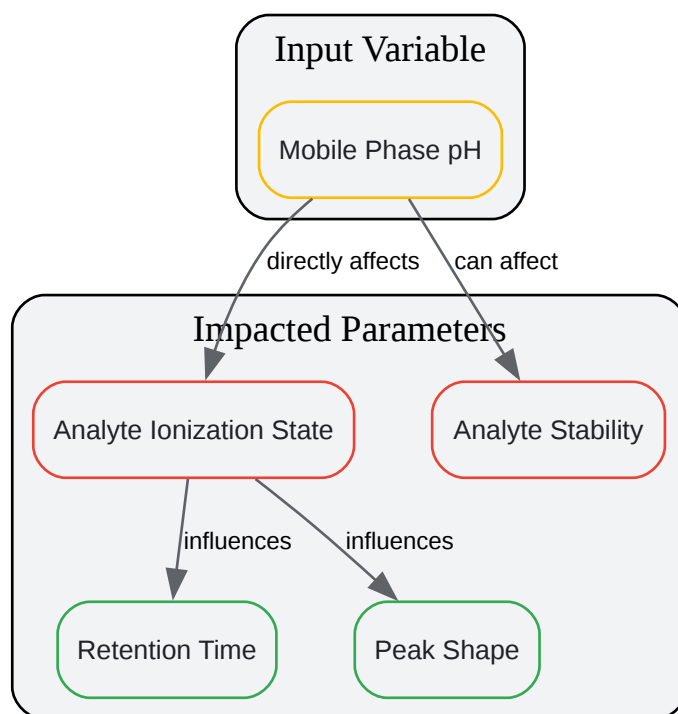 Input Variable
Mobile Phase pH
directly affects
can affect
Impacted Parameters
Analyte Ionization State
Analyte Stability
influences
influences
Retention Time
Peak Shape